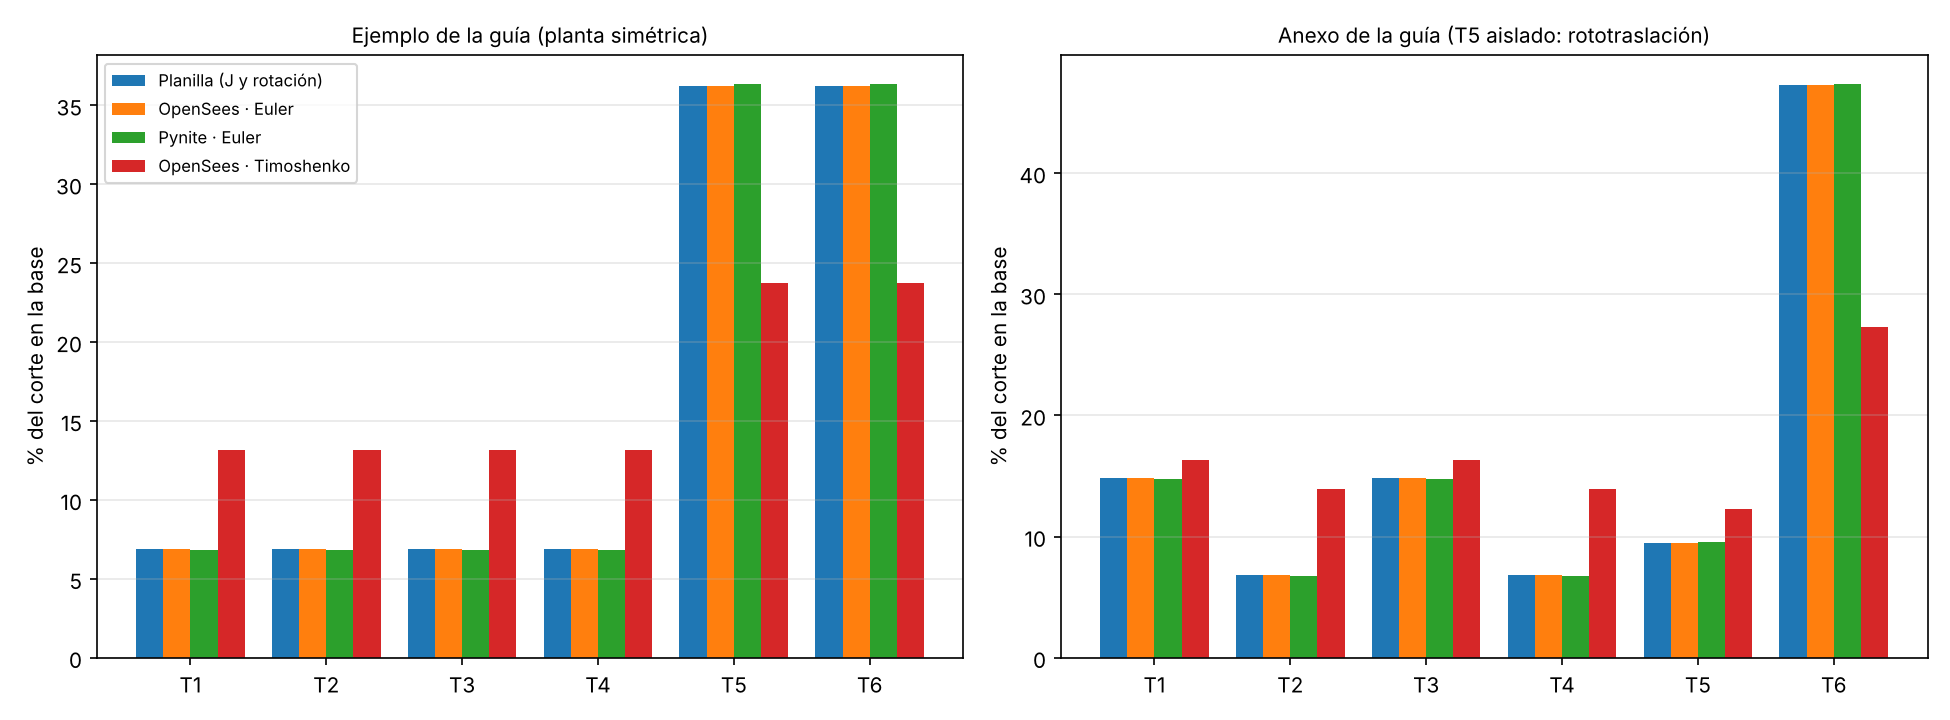 Ejemplo de la guía (planta simétrica)
Planilla (J y rotación)
OpenSees · Euler
Pynite · Euler
OpenSees · Timoshenko
% del corte en la base
35
30
25
20
15
10
5
0
T1 T2 T3 T4 T5 T6
Anexo de la guía (T5 aislado: rototraslación)
% del corte en la base
40
30
20
10
0
T1 T2 T3 T4 T5 T6